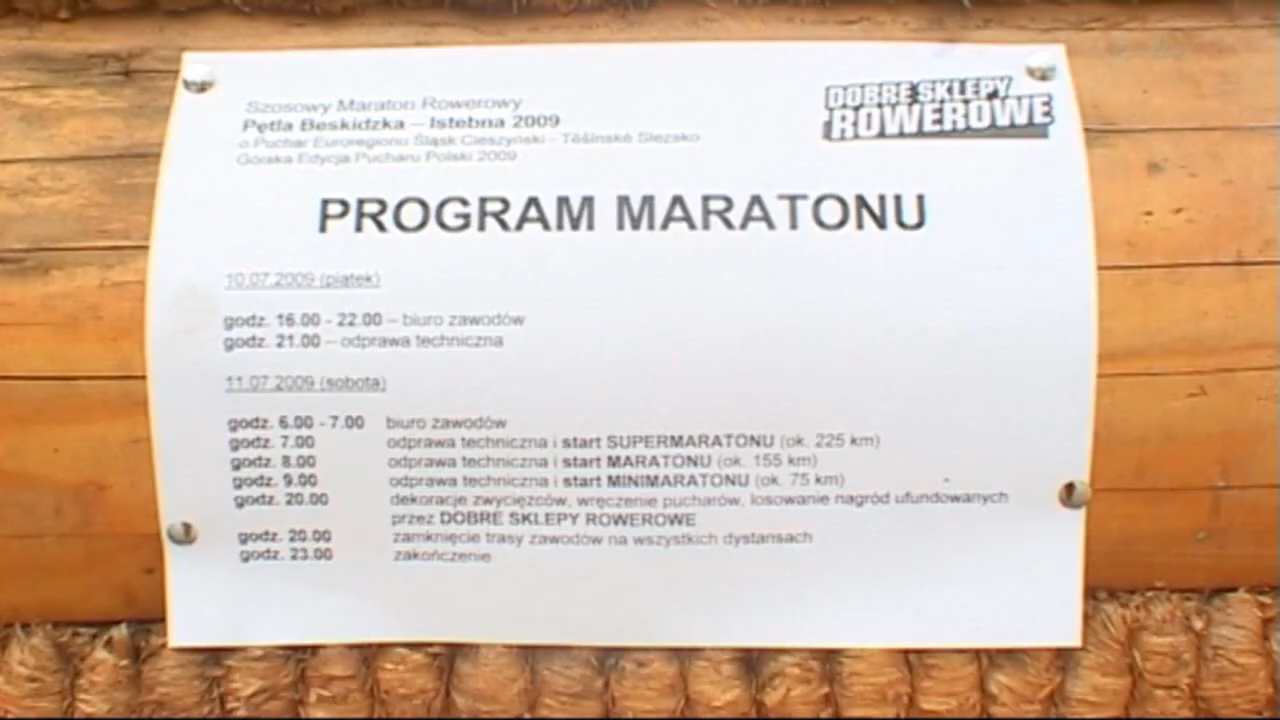 Szosowy Maraton Rowerowy
Pętla Beskidzka – Istebna 2009
o Puchar Euroregionu Śląsk Cieszyński – Těšínské Slezsko
Górska Edycja Pucharu Polski 2009
DOBRE SKLEPY
ROWEROWE
PROGRAM MARATONU
10.07.2009 (piątek)
godz. 16.00 - 22.00 – biuro zawodów
godz. 21.00 – odprawa techniczna
11.07.2009 (sobota)
godz. 6.00 - 7.00 biuro zawodów
godz. 7.00 odprawa techniczna i start SUPERMARATONU (ok. 225 km)
godz. 8.00 odprawa techniczna i start MARATONU (ok. 155 km)
godz. 9.00 odprawa techniczna i start MINIMARATONU (ok. 75 km)
godz. 20.00 dekoracje zwycięzców, wręczenie pucharów, losowanie nagród ufundowanych
przez DOBRE SKLEPY ROWEROWE
godz. 20.00 zamknięcie trasy zawodów na wszystkich dystansach
godz. 23.00 zakończenie